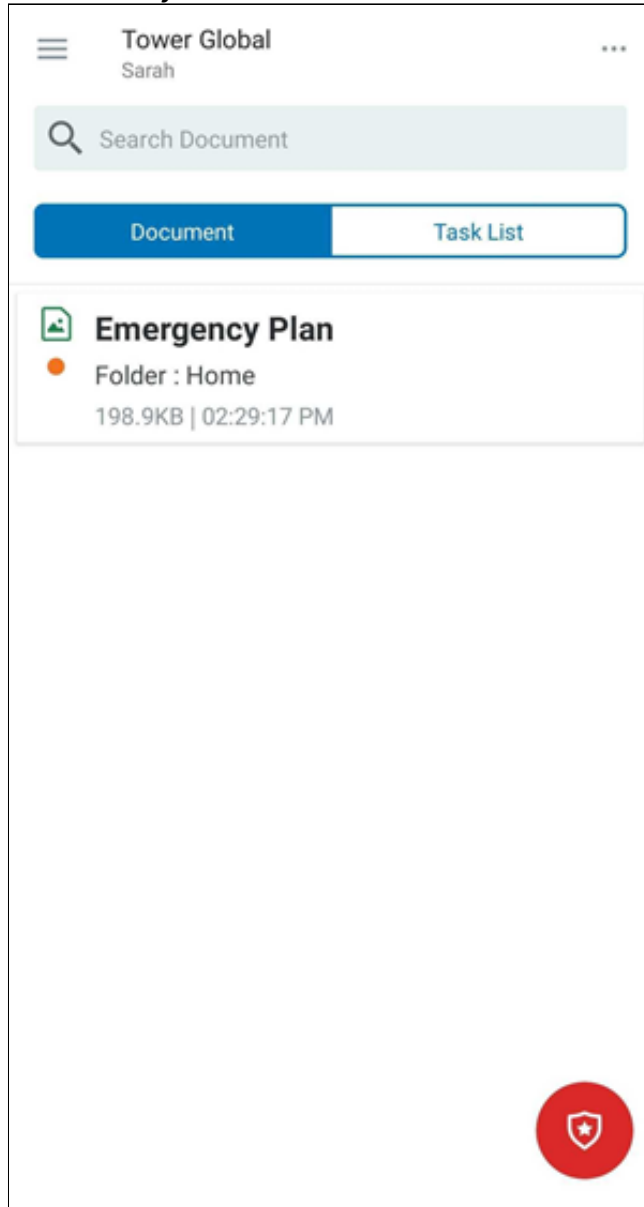 Tower Global
Sarah
Search Document
Document
Task List
Emergency Plan
Folder : Home
198.9KB | 02:29:17 PM